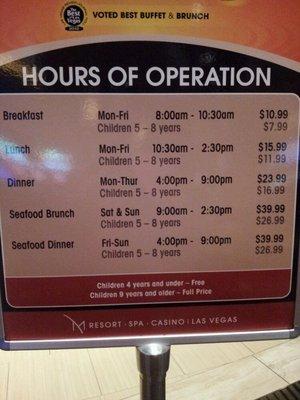 The Best of Las Vegas
VOTED BEST BUFFET & BRUNCH
HOURS OF OPERATION
Breakfast Mon-Fri 8:00am - 10:30am $10.99
Children 5 – 8 years $7.99
Lunch Mon-Fri 10:30am - 2:30pm $15.99
Children 5 – 8 years $11.99
Dinner Mon-Thur 4:00pm - 9:00pm $23.99
Children 5 – 8 years $16.99
Seafood Brunch Sat & Sun 9:00am - 2:30pm $39.99
Children 5 – 8 years $26.99
Seafood Dinner Fri-Sun 4:00pm - 9:00pm $39.99
Children 5 – 8 years $26.99
Children 4 years and under – Free
Children 9 years and older – Full Price
M RESORT · SPA · CASINO | LAS VEGAS